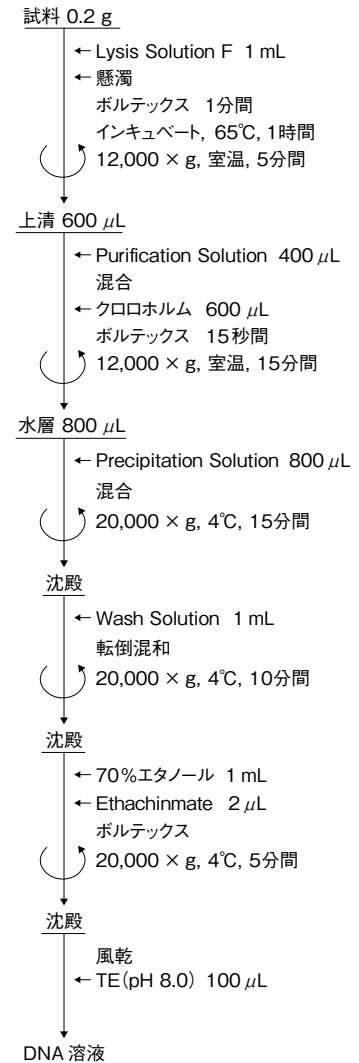 試料 0.2 g
← Lysis Solution F 1 mL
← 懸濁
ボルテックス 1分間
インキュベート, 65℃, 1時間
12,000 × g, 室温, 5分間
上清 600 μL
← Purification Solution 400 μL
混合
← クロロホルム 600 μL
ボルテックス 15秒間
12,000 × g, 室温, 15分間
水層 800 μL
← Precipitation Solution 800 μL
混合
20,000 × g, 4℃, 15分間
沈殿
← Wash Solution 1 mL
転倒混和
20,000 × g, 4℃, 10分間
沈殿
← 70%エタノール 1 mL
← Ethachinmate 2 μL
ボルテックス
20,000 × g, 4℃, 5分間
沈殿
風乾
← TE(pH 8.0) 100 μL
DNA 溶液